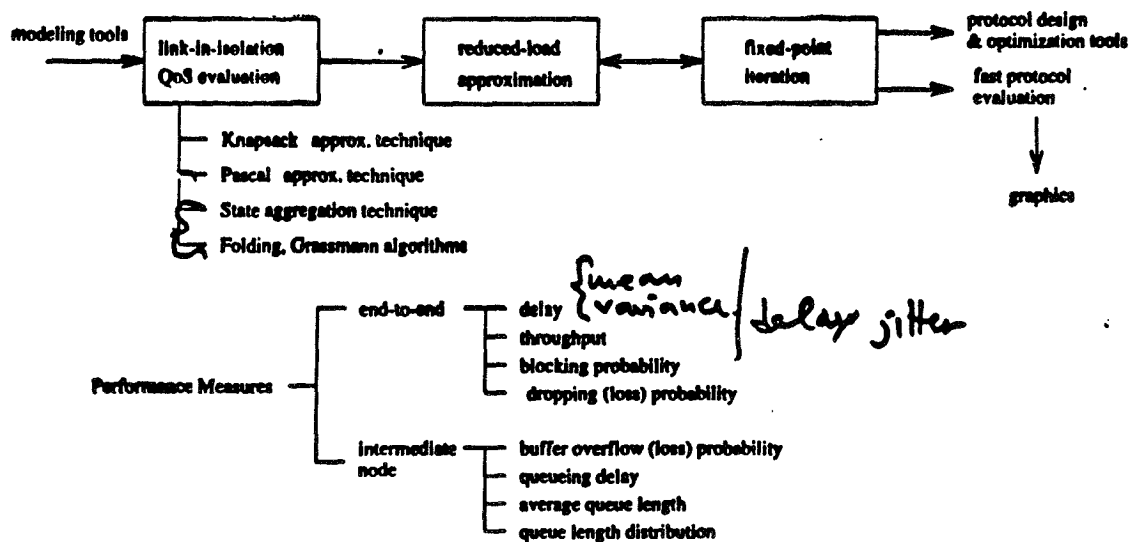 modeling tools
link-in-isolation
QoS evaluation
reduced-load
approximation
fixed-point
iteration
protocol design
& optimization tools
fast protocol
evaluation
graphics
Knapsack approx. technique
Pascal approx. technique
State aggregation technique
Folding, Grassmann algorithms
Performance Measures
end-to-end
delay
mean
variance
delay jitter
throughput
blocking probability
dropping (loss) probability
intermediate
node
buffer overflow (loss) probability
queueing delay
average queue length
queue length distribution